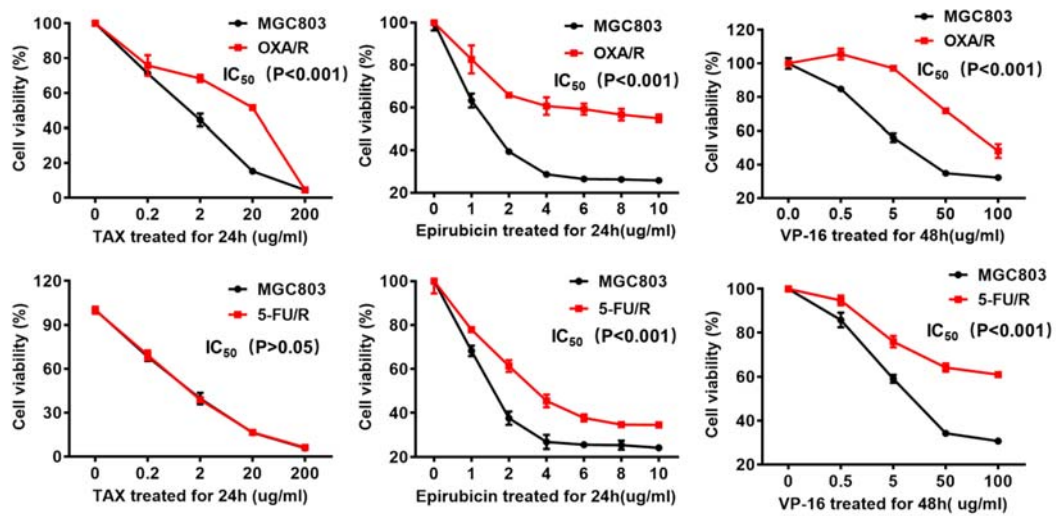 Cell viability (%)
100
80
60
40
20
0
MGC803
OXA/R
IC50 (P<0.001)
0 0.2 2 20 200
TAX treated for 24h (ug/ml)
Cell viability (%)
100
80
60
40
20
MGC803
OXA/R
IC50 (P<0.001)
0 1 2 4 6 8 10
Epirubicin treated for 24h(ug/ml)
Cell viability (%)
120
100
80
60
40
20
MGC803
OXA/R
IC50 (P<0.001)
0.0 0.5 5 50 100
VP-16 treated for 48h(ug/ml)
Cell viability (%)
120
90
60
30
0
MGC803
5-FU/R
IC50 (P>0.05)
0 0.2 2 20 200
TAX treated for 24h (ug/ml)
Cell viability (%)
100
80
60
40
20
MGC803
5-FU/R
IC50 (P<0.001)
0 1 2 4 6 8 10
Epirubicin treated for 24h(ug/ml)
Cell viability (%)
100
80
60
40
20
MGC803
5-FU/R
IC50 (P<0.001)
0 0.5 5 50 100
VP-16 treated for 48h( ug/ml)